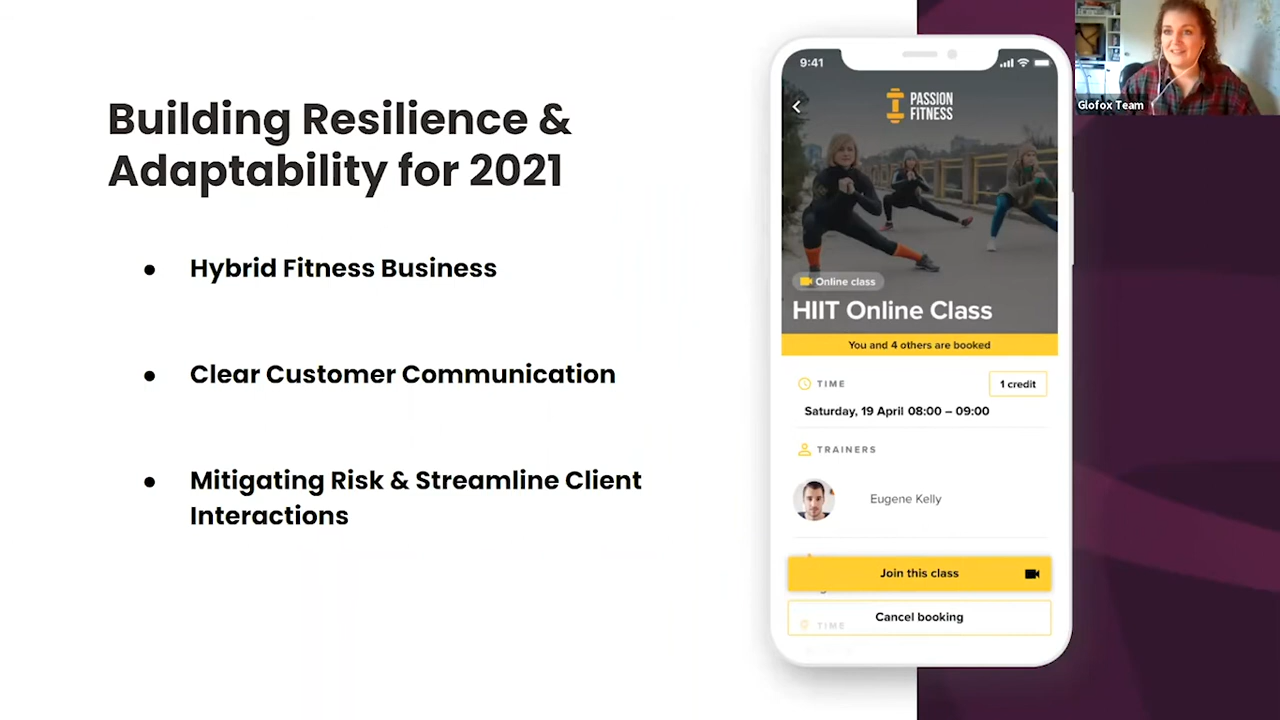 Building Resilience &
Adaptability for 2021
● Hybrid Fitness Business
● Clear Customer Communication
● Mitigating Risk & Streamline Client
Interactions
9:41
PASSION
FITNESS
Online class
HIIT Online Class
You and 4 others are booked
TIME
1 credit
Saturday, 19 April 08:00 – 09:00
TRAINERS
Eugene Kelly
Join this class
Cancel booking
TIME
Glofox Team